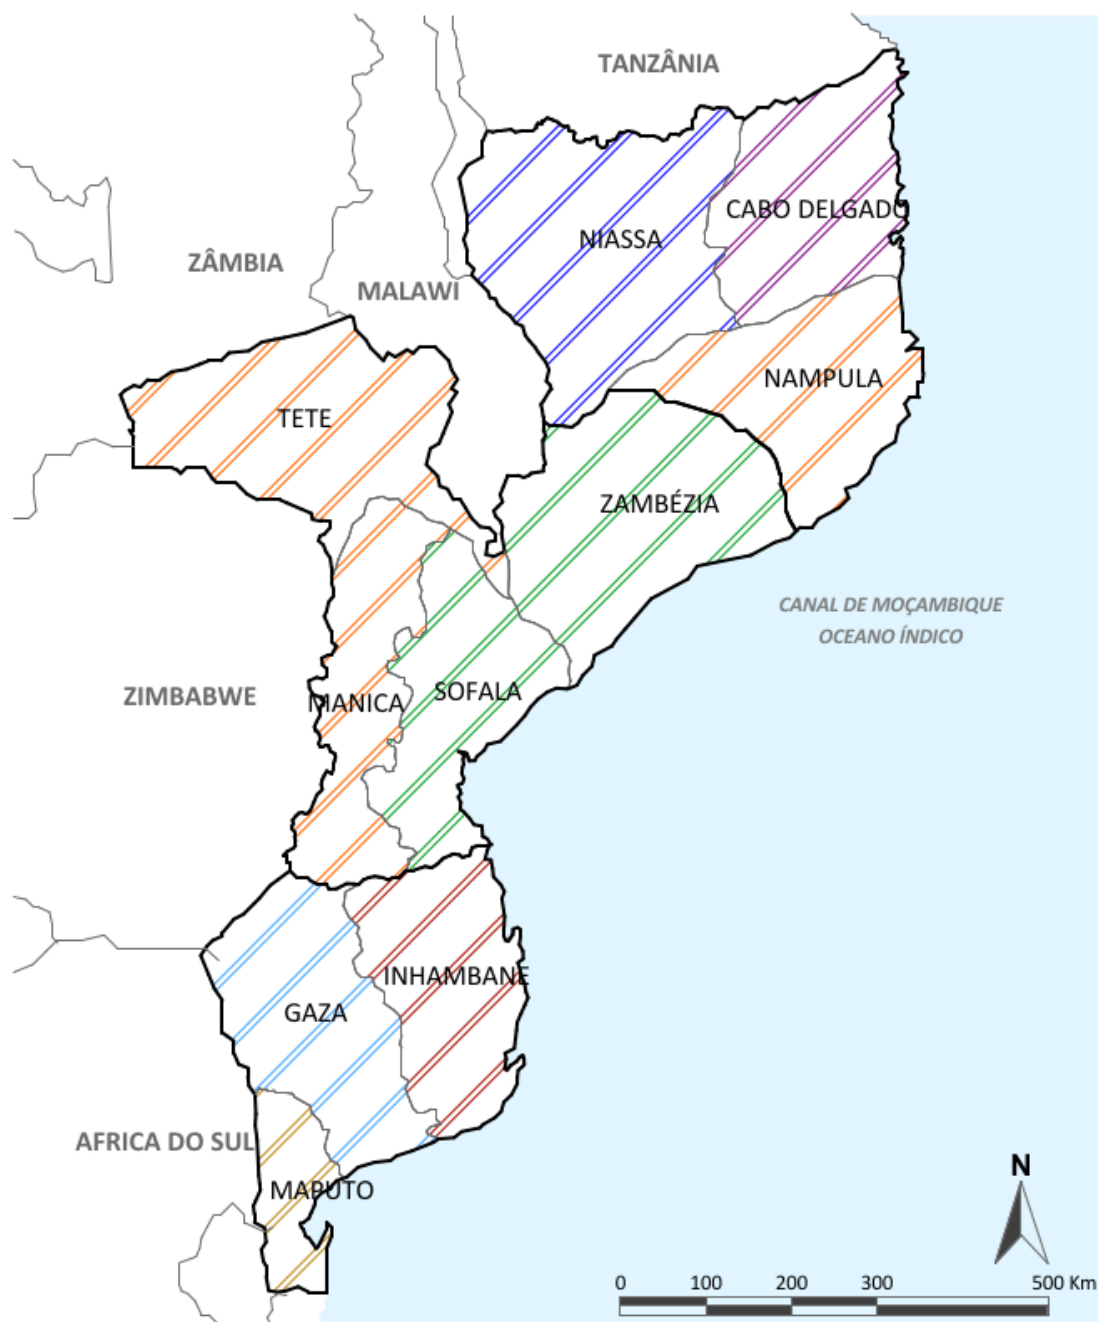 TANZÂNIA
CABO DELGADO
NIASSA
ZÂMBIA
MALAWI
NAMPULA
TETE
ZAMBÉZIA
CANAL DE MOÇAMBIQUE
OCEANO ÍNDICO
ZIMBABWE
MANICA
SOFALA
INHAMBANE
GAZA
AFRICA DO SUL
MAPUTO
N
0 100 200 300 500 Km